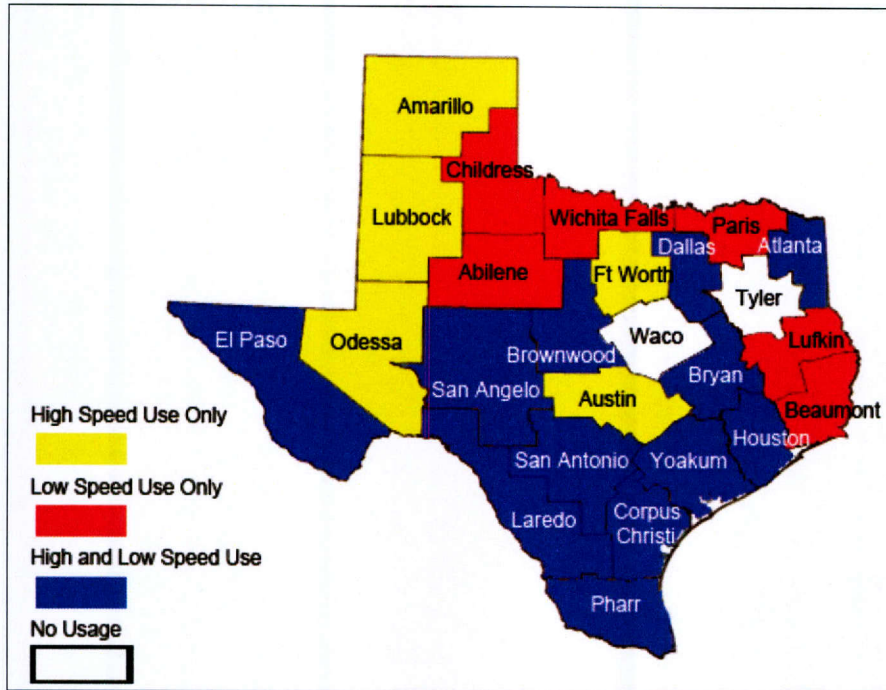 Amarillo
Childress
Lubbock
Wichita Falls
Paris
Dallas
Atlanta
Abilene
Ft Worth
Tyler
El Paso
Odessa
Waco
Lufkin
Brownwood
Bryan
San Angelo
Austin
Beaumont
Houston
San Antonio
Yoakum
Laredo
Corpus
Christi
Pharr
High Speed Use Only
Low Speed Use Only
High and Low Speed Use
No Usage